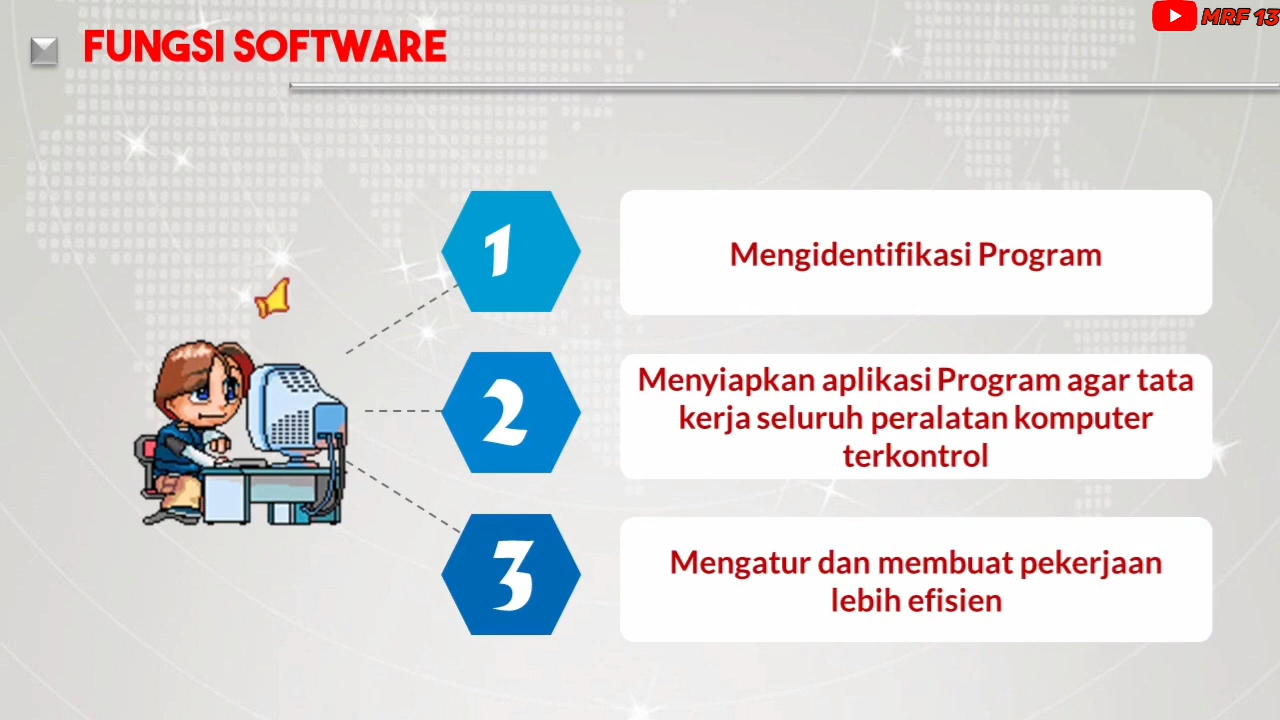 MRF 13
FUNGSI SOFTWARE
1
Mengidentifikasi Program
2
Menyiapkan aplikasi Program agar tata
kerja seluruh peralatan komputer
terkontrol
3
Mengatur dan membuat pekerjaan
lebih efisien